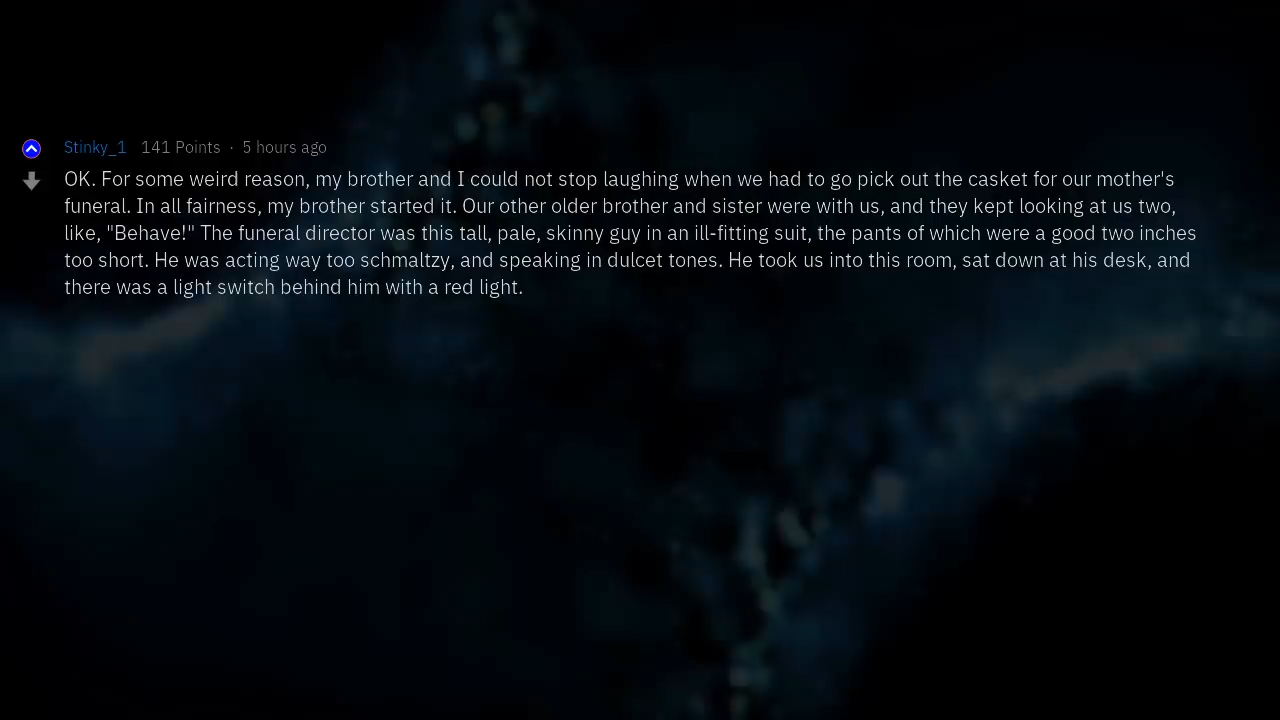 Stinky_1 141 Points · 5 hours ago
OK. For some weird reason, my brother and I could not stop laughing when we had to go pick out the casket for our mother's
funeral. In all fairness, my brother started it. Our other older brother and sister were with us, and they kept looking at us two,
like, "Behave!" The funeral director was this tall, pale, skinny guy in an ill-fitting suit, the pants of which were a good two inches
too short. He was acting way too schmaltzy, and speaking in dulcet tones. He took us into this room, sat down at his desk, and
there was a light switch behind him with a red light.